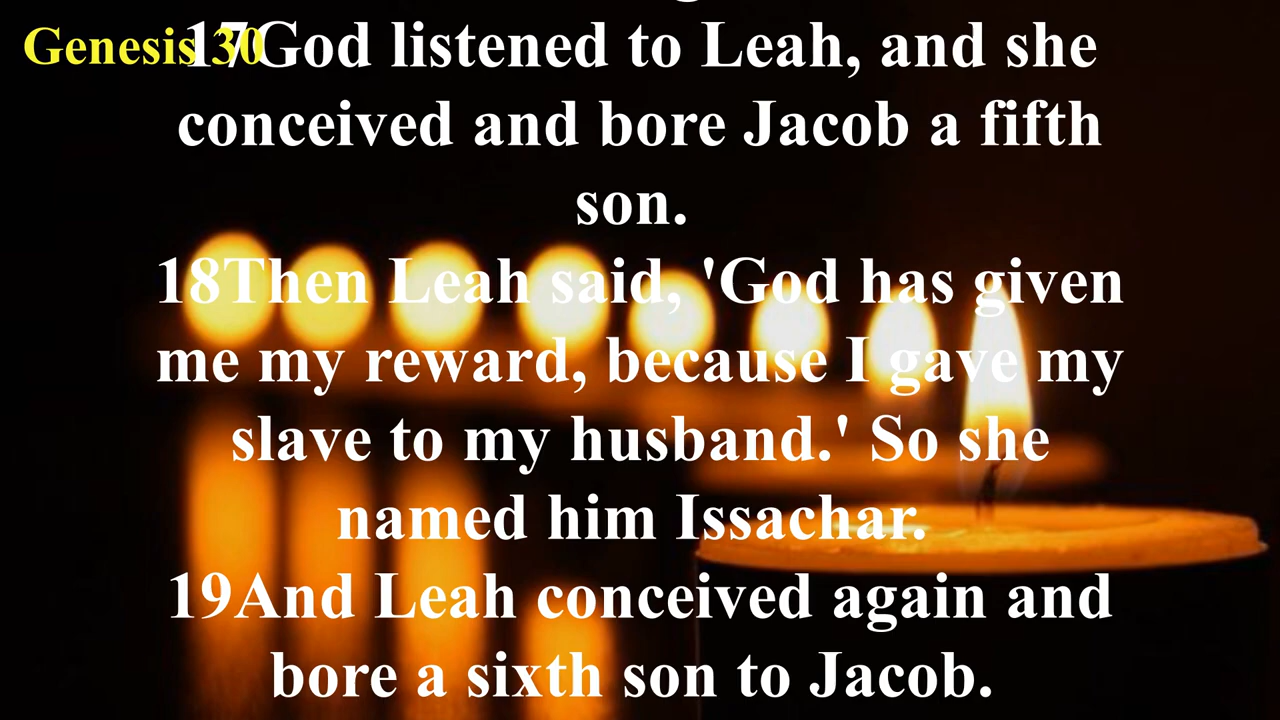 Genesis 30
17God listened to Leah, and she
conceived and bore Jacob a fifth
son.
18Then Leah said, 'God has given
me my reward, because I gave my
slave to my husband.' So she
named him Issachar.
19And Leah conceived again and
bore a sixth son to Jacob.